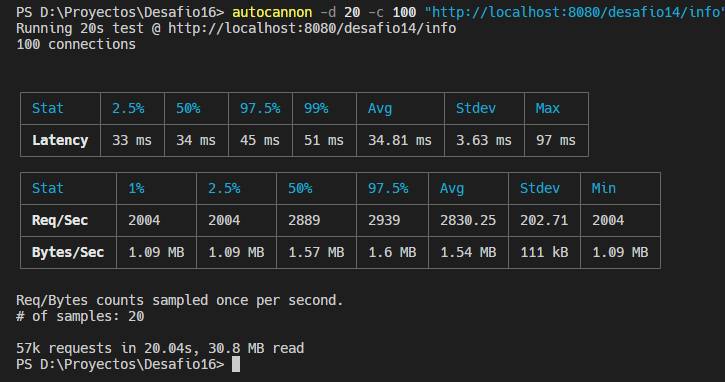 PS D:\Proyectos\Desafio16> autocannon -d 20 -c 100 "http://localhost:8080/desafio14/info"
Running 20s test @ http://localhost:8080/desafio14/info
100 connections
Stat 2.5% 50% 97.5% 99% Avg Stdev Max
Latency 33 ms 34 ms 45 ms 51 ms 34.81 ms 3.63 ms 97 ms
Stat 1% 2.5% 50% 97.5% Avg Stdev Min
Req/Sec 2004 2004 2889 2939 2830.25 202.71 2004
Bytes/Sec 1.09 MB 1.09 MB 1.57 MB 1.6 MB 1.54 MB 111 kB 1.09 MB
Req/Bytes counts sampled once per second.
# of samples: 20
57k requests in 20.04s, 30.8 MB read
PS D:\Proyectos\Desafio16>